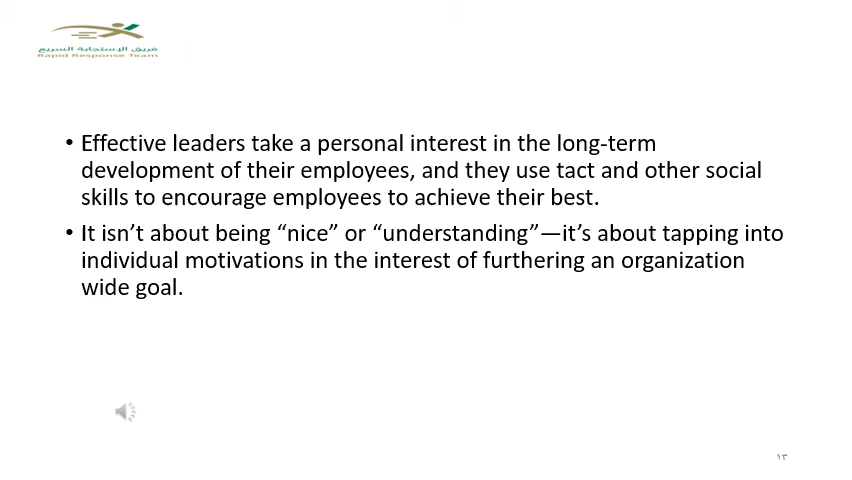 فريق الإستجابة السريع
Rapid Response Team
• Effective leaders take a personal interest in the long-term
development of their employees, and they use tact and other social
skills to encourage employees to achieve their best.
• It isn’t about being “nice” or “understanding”—it’s about tapping into
individual motivations in the interest of furthering an organization
wide goal.
١٣